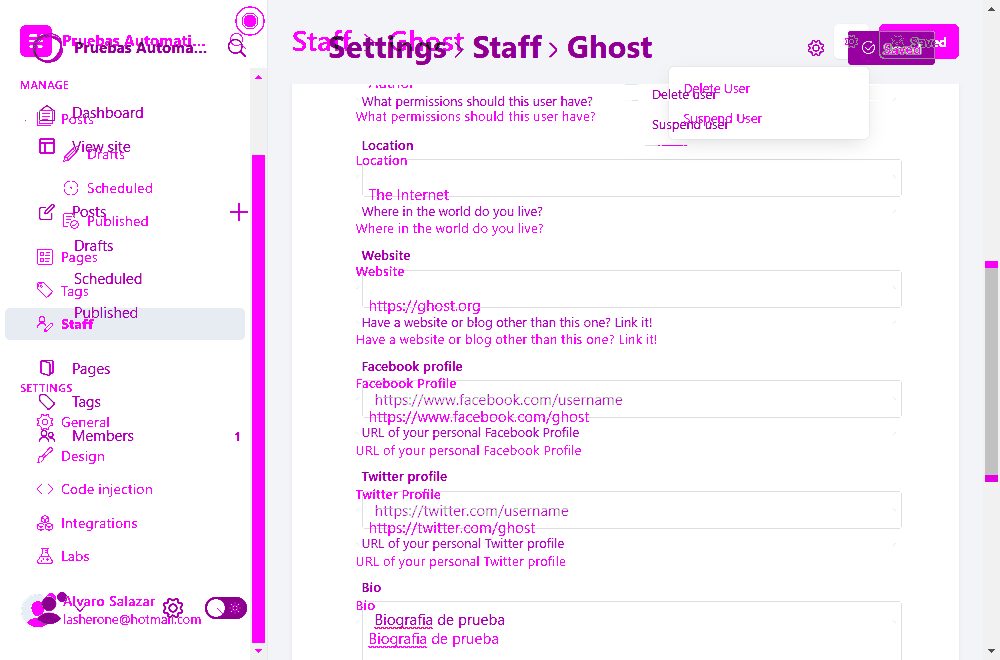 Pruebas Automati...
Pruebas Automa...
Staff › Ghost
Settings › Staff › Ghost
Saved
Saved
MANAGE
Dashboard
Posts
View site
Drafts
Scheduled
Posts
Published
Drafts
Pages
Scheduled
Tags
Published
Staff
Pages
SETTINGS
Tags
General
Members 1
Design
Code injection
Integrations
Labs
Alvaro Salazar
lasherone@hotmail.com
Delete User
Delete user
Suspend User
Suspend user
Author
What permissions should this user have?
What permissions should this user have?
Location
Location
The Internet
Where in the world do you live?
Where in the world do you live?
Website
Website
https://ghost.org
Have a website or blog other than this one? Link it!
Have a website or blog other than this one? Link it!
Facebook profile
Facebook Profile
https://www.facebook.com/username
https://www.facebook.com/ghost
URL of your personal Facebook Profile
URL of your personal Facebook Profile
Twitter profile
Twitter Profile
https://twitter.com/username
https://twitter.com/ghost
URL of your personal Twitter profile
URL of your personal Twitter profile
Bio
Bio
Biografia de prueba
Biografia de prueba